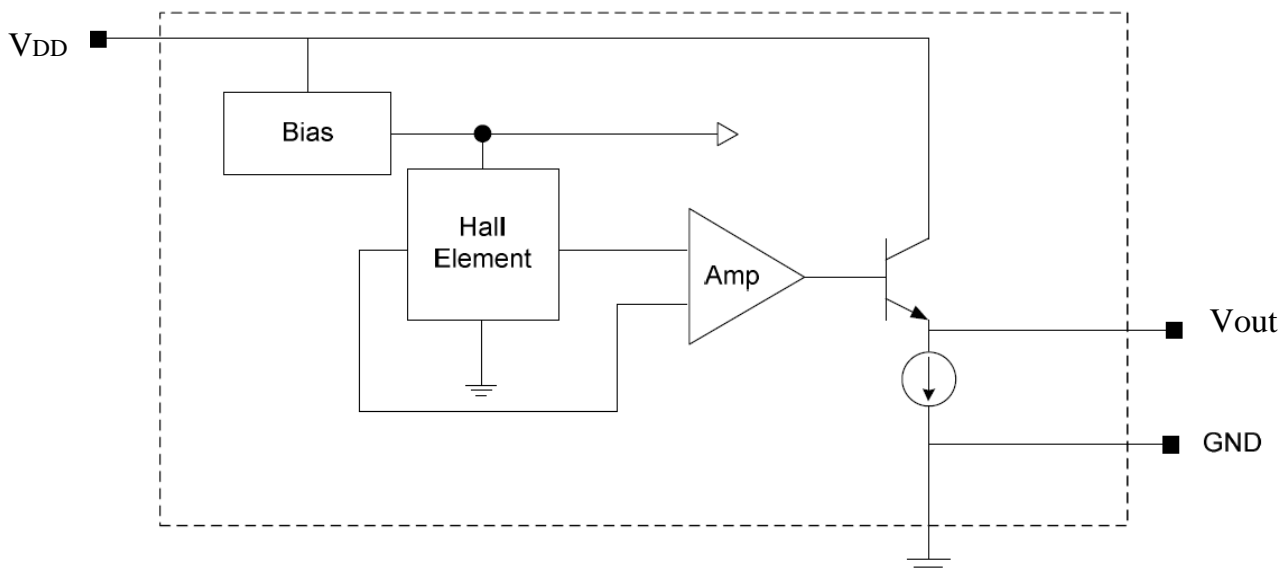 VDD
Bias
Hall
Element
Amp
Vout
GND